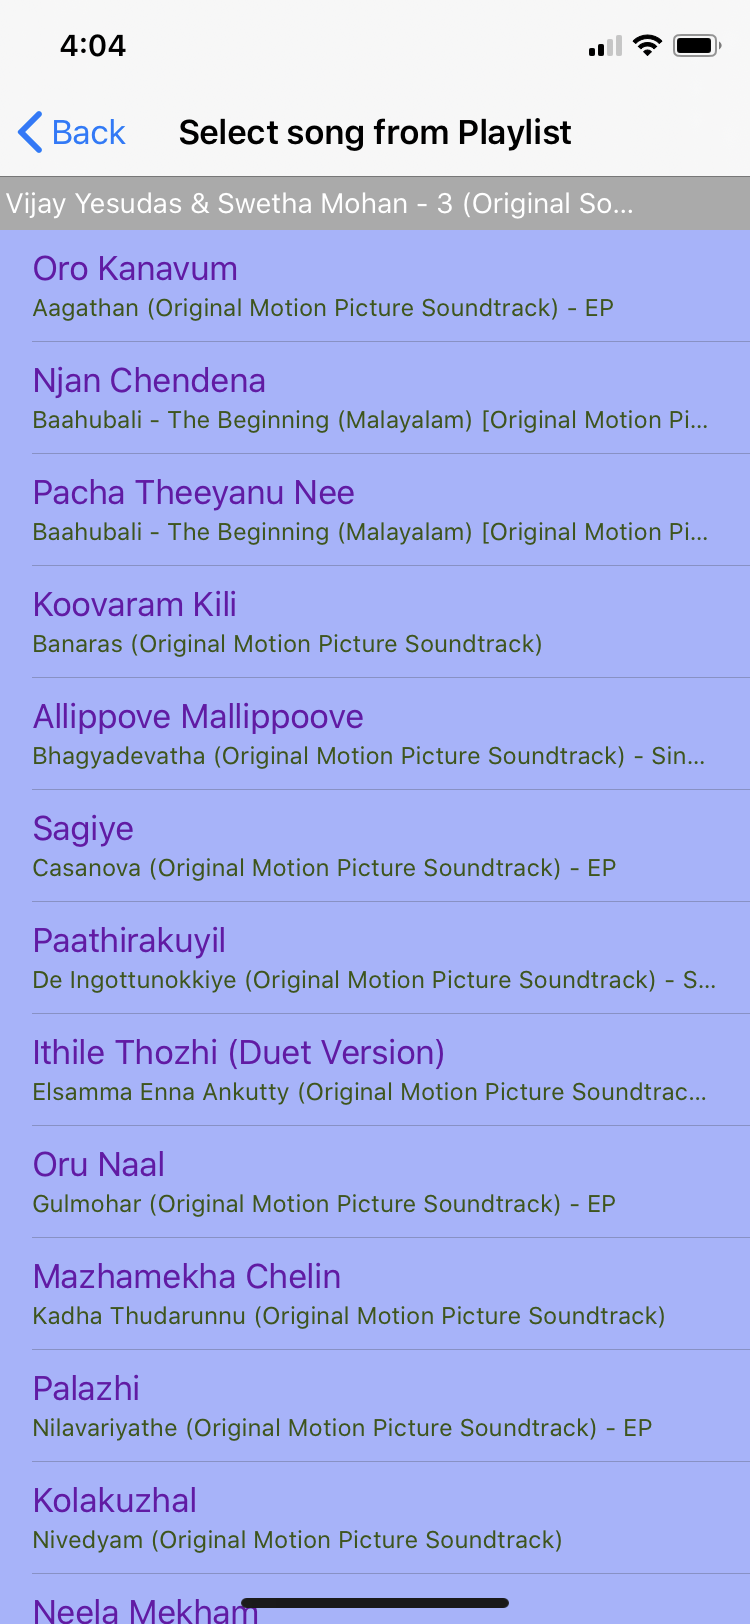 4:04
Back
Select song from Playlist
Vijay Yesudas & Swetha Mohan - 3 (Original So...
Oro Kanavum
Aagathan (Original Motion Picture Soundtrack) - EP
Njan Chendena
Baahubali - The Beginning (Malayalam) [Original Motion Pi...
Pacha Theeyanu Nee
Baahubali - The Beginning (Malayalam) [Original Motion Pi...
Koovaram Kili
Banaras (Original Motion Picture Soundtrack)
Allippove Mallippoove
Bhagyadevatha (Original Motion Picture Soundtrack) - Sin...
Sagiye
Casanova (Original Motion Picture Soundtrack) - EP
Paathirakuyil
De Ingottunokkiye (Original Motion Picture Soundtrack) - S...
Ithile Thozhi (Duet Version)
Elsamma Enna Ankutty (Original Motion Picture Soundtrac...
Oru Naal
Gulmohar (Original Motion Picture Soundtrack) - EP
Mazhamekha Chelin
Kadha Thudarunnu (Original Motion Picture Soundtrack)
Palazhi
Nilavariyathe (Original Motion Picture Soundtrack) - EP
Kolakuzhal
Nivedyam (Original Motion Picture Soundtrack)
Neela Mekham